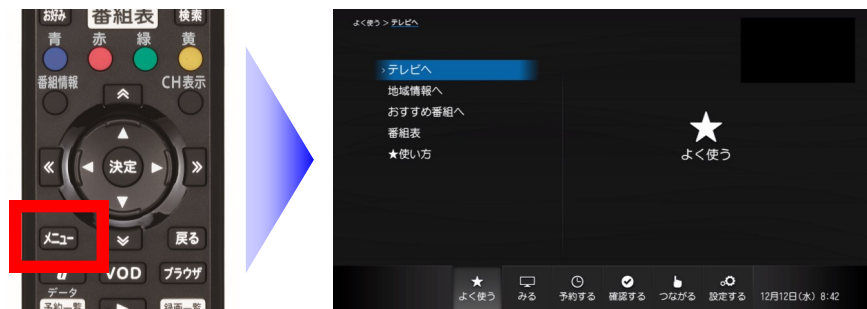 お好み 番組表 検索
青 赤 緑 黄
番組情報 CH表示
決定
メニュー 戻る
d VOD ブラウザ
データ
予約一覧 録画一覧
よく使う > テレビへ
テレビへ
地域情報へ
おすすめ番組へ
番組表
★使い方
よく使う
よく使う みる 予約する 確認する つながる 設定する 12月12日(水) 8:42